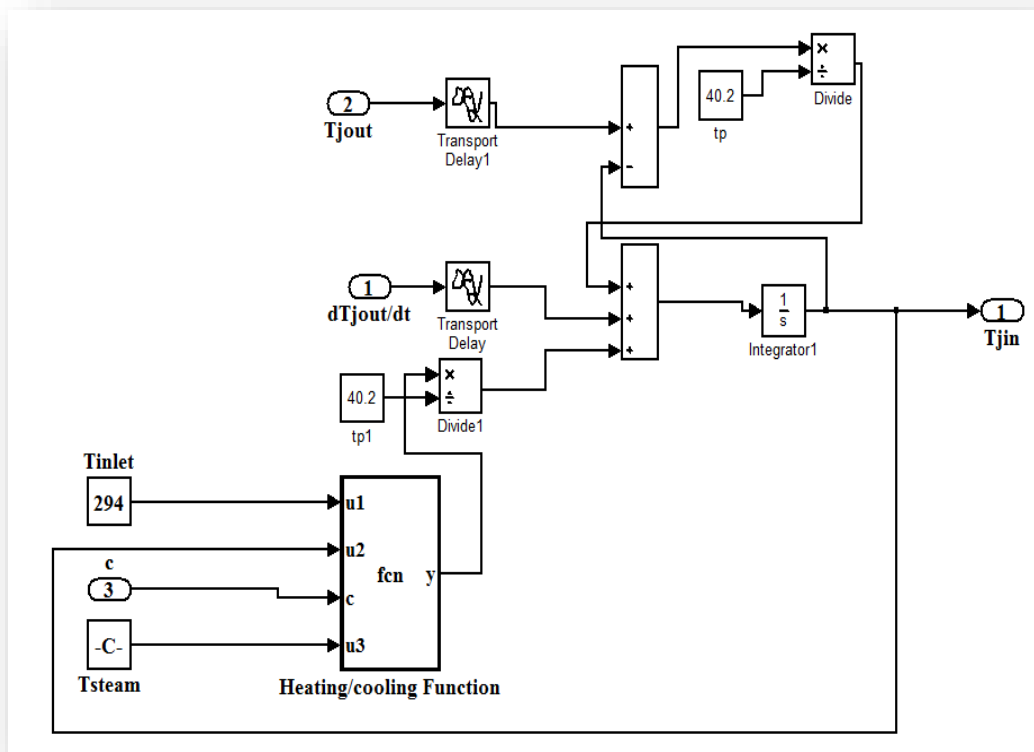 ×
÷
Divide
40.2
tp
2
Tjout
Transport
Delay1
+
-
1
dTjout/dt
Transport
Delay
+
+
+
1
s
Integrator1
1
Tjin
40.2
tp1
×
÷
Divide1
Tinlet
294
u1
u2
c
3
fcn
y
c
-C-
u3
Tsteam
Heating/cooling Function